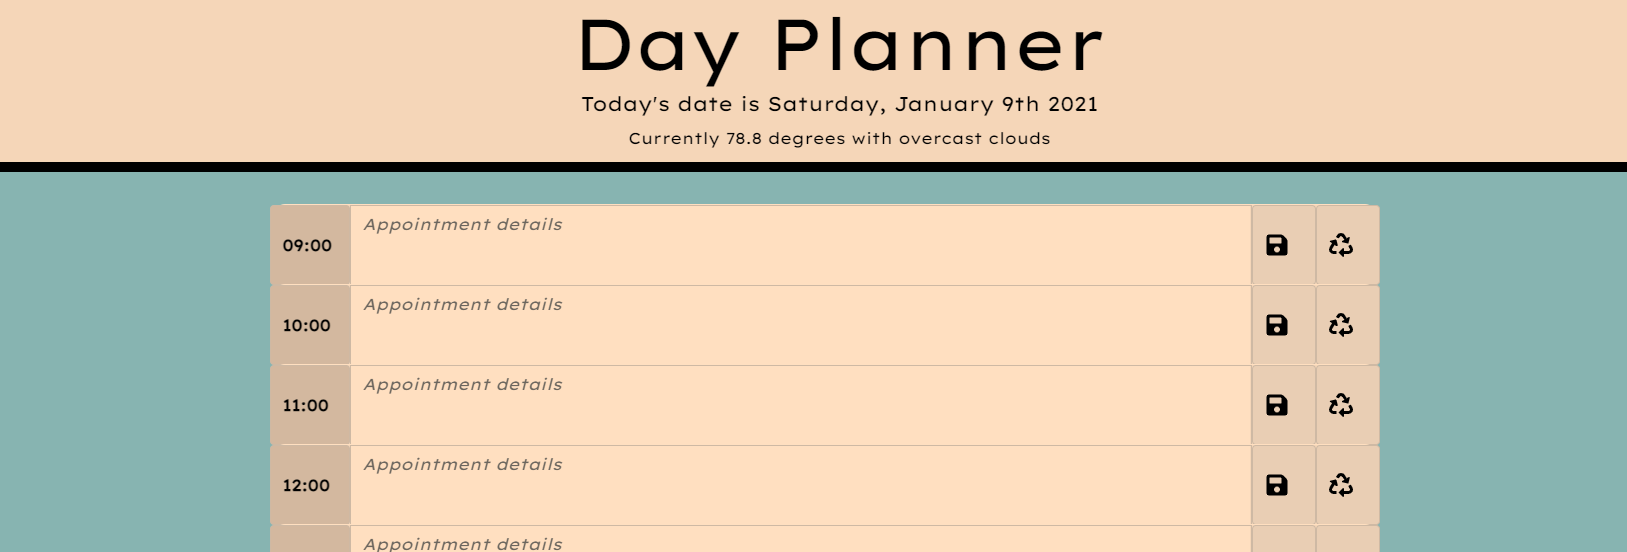 Day Planner
Today's date is Saturday, January 9th 2021
Currently 78.8 degrees with overcast clouds
09:00 Appointment details
10:00 Appointment details
11:00 Appointment details
12:00 Appointment details
Appointment details